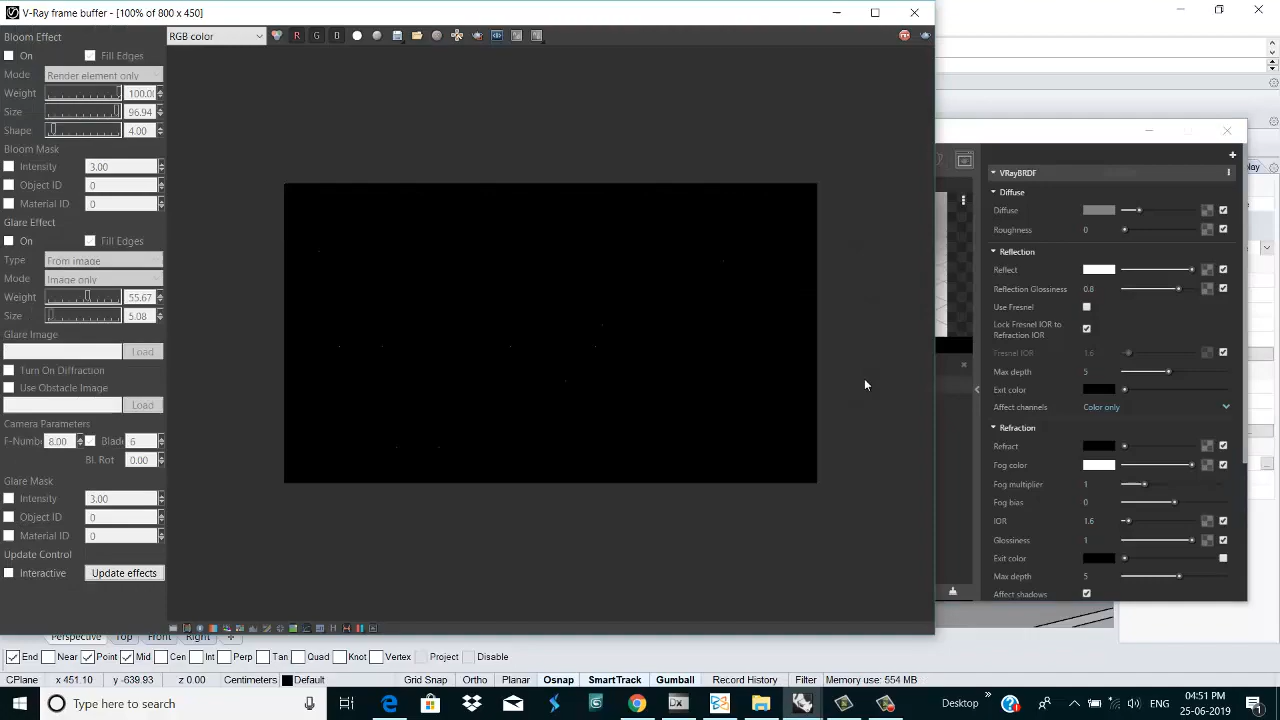 V-Ray frame buffer - [100% of 800 x 450]
RGB color
R G
Bloom Effect
On Fill Edges
Mode Render element only
Weight 100.0
Size 96.94
Shape 4.00
Bloom Mask
Intensity 3.00
Object ID 0
Material ID 0
Glare Effect
On Fill Edges
Type From image
Mode Image only
Weight 55.67
Size 5.08
Glare Image
Load
Turn On Diffraction
Use Obstacle Image
Load
Camera Parameters
F-Numbe 8.00 Blade 6
Bl. Rot 0.00
Glare Mask
Intensity 3.00
Object ID 0
Material ID 0
Update Control
Interactive Update effects
VRayBRDF
Diffuse
Diffuse
Roughness 0
Reflection
Reflect
Reflection Glossiness 0.8
Use Fresnel
Lock Fresnel IOR to
Refraction IOR
Fresnel IOR 1.6
Max depth 5
Exit color
Affect channels Color only
Refraction
Refract
Fog color
Fog multiplier 1
Fog bias 0
IOR 1.6
Glossiness 1
Exit color
Max depth 5
Affect shadows
H H
Perspective Top Front Right
End Near Point Mid Cen Int Perp Tan Quad Knot Vertex Project Disable
CPlane x 451.10 y -639.93 z 0.00 Centimeters Default Grid Snap Ortho Planar Osnap SmartTrack Gumball Record History Filter Memory use: 554 MB
Type here to search
Desktop » ENG 04:51 PM
25-06-2019